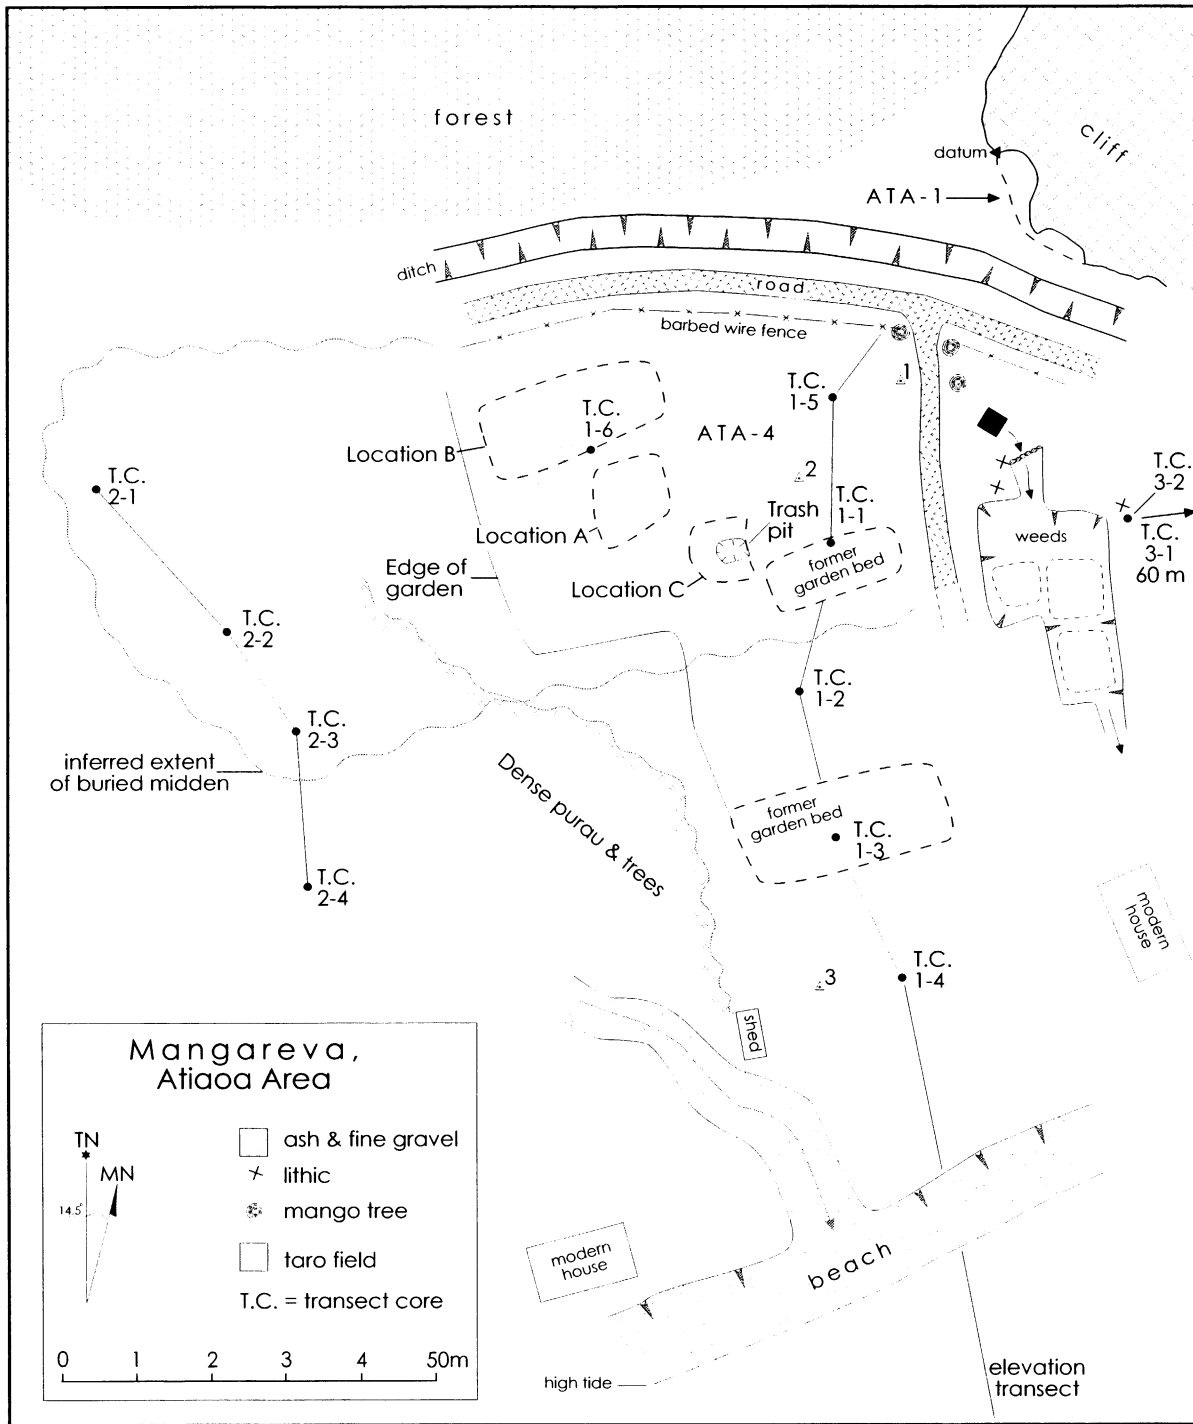 forest
cliff
datum
ATA-1
ditch
road
barbed wire fence
1
T.C.
1-5
T.C.
1-6
ATA-4
Location B
2
T.C.
3-2
T.C.
2-1
T.C.
1-1
Trash
pit
T.C.
3-1
60 m
weeds
Location A
former
garden bed
Edge of
garden
Location C
T.C.
2-2
T.C.
1-2
T.C.
2-3
inferred extent
of buried midden
Dense purau & trees
former
garden bed
T.C.
1-3
T.C.
2-4
modern
house
T.C.
1-4
3
shed
Mangareva,
Atiaoa Area
TN
MN
14.5°
ash & fine gravel
lithic
mango tree
taro field
T.C. = transect core
0 1 2 3 4 50m
modern
house
beach
high tide
elevation
transect